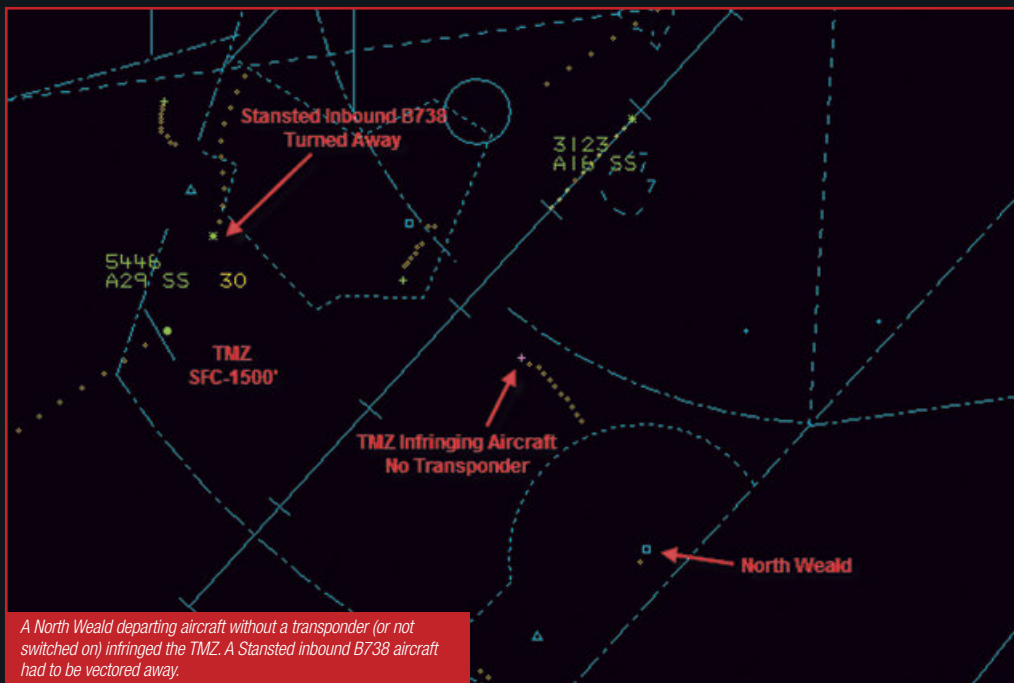 Stansted Inbound B738
Turned Away
3123
A16 SS
7
5446
A29 SS 30
TMZ
SFC-1500'
TMZ Infringing Aircraft
No Transponder
North Weald
A North Weald departing aircraft without a transponder (or not
switched on) infringed the TMZ. A Stansted inbound B738 aircraft
had to be vectored away.